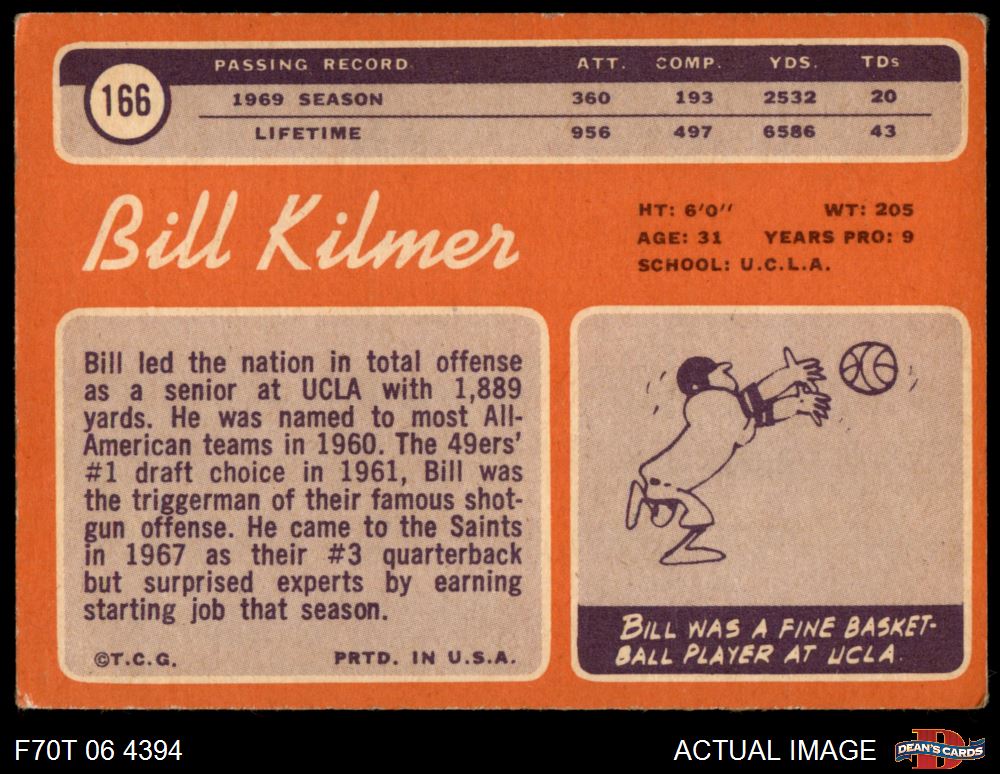 166
PASSING RECORD ATT. COMP. YDS. TDs
1969 SEASON 360 193 2532 20
LIFETIME 956 497 6586 43
Bill Kilmer
HT: 6'0" WT: 205
AGE: 31 YEARS PRO: 9
SCHOOL: U.C.L.A.
Bill led the nation in total offense
as a senior at UCLA with 1,889
yards. He was named to most All-
American teams in 1960. The 49ers'
#1 draft choice in 1961, Bill was
the triggerman of their famous shot-
gun offense. He came to the Saints
in 1967 as their #3 quarterback
but surprised experts by earning
starting job that season.
©T.C.G. PRTD. IN U.S.A.
BILL WAS A FINE BASKET-
BALL PLAYER AT UCLA.
F70T 06 4394
ACTUAL IMAGE
D
DEAN'S CARDS